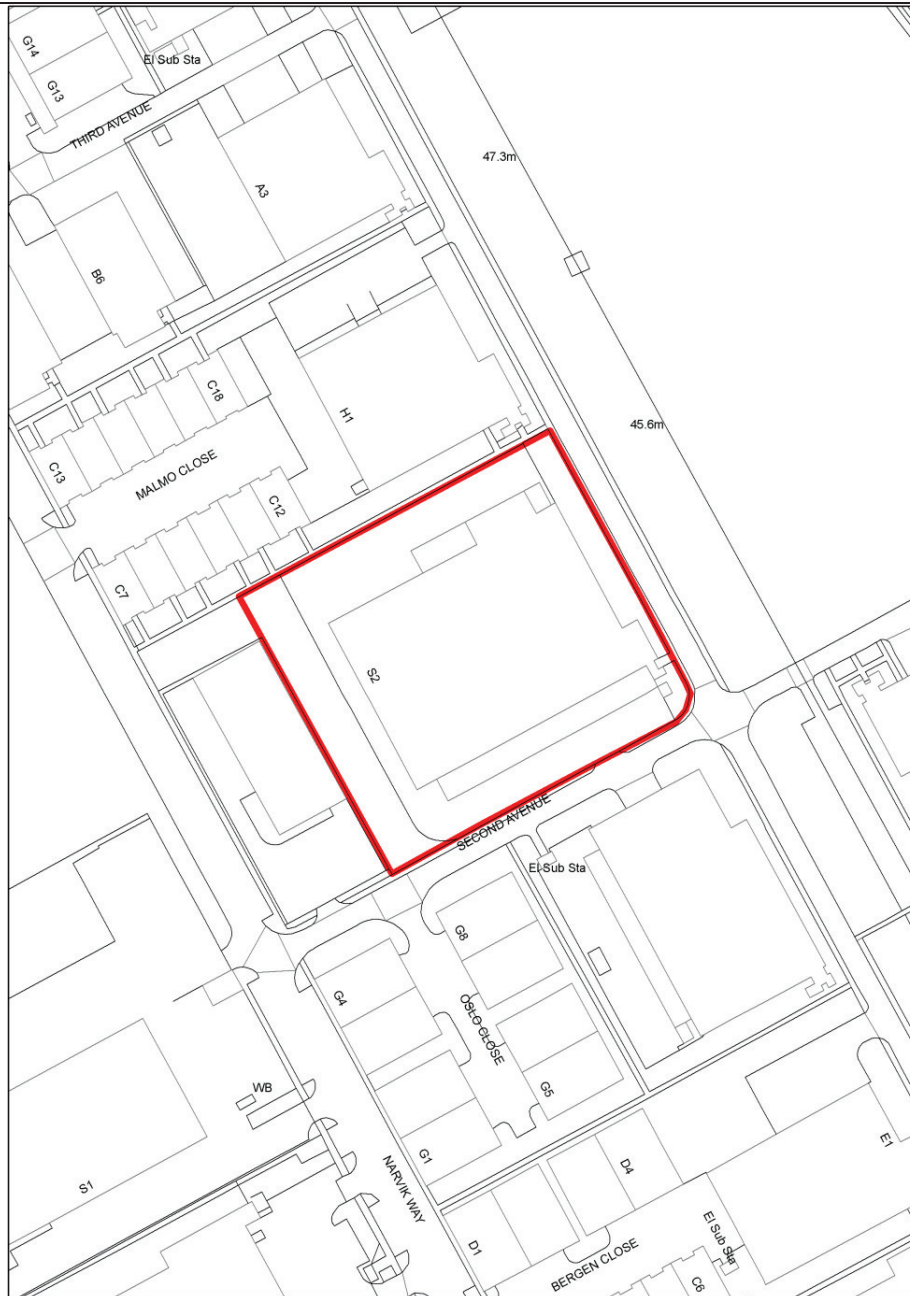 G14
G13
El Sub Sta
THIRD AVENUE
47.3m
A3
B6
45.6m
C18
H1
C13
MALMO CLOSE
C12
C7
S2
SECOND AVENUE
El Sub Sta
G8
G4
OSLO CLOSE
G5
WB
G1
E1
D4
S1
NARVIK WAY
El Sub Sta
D1
BERGEN CLOSE
C6